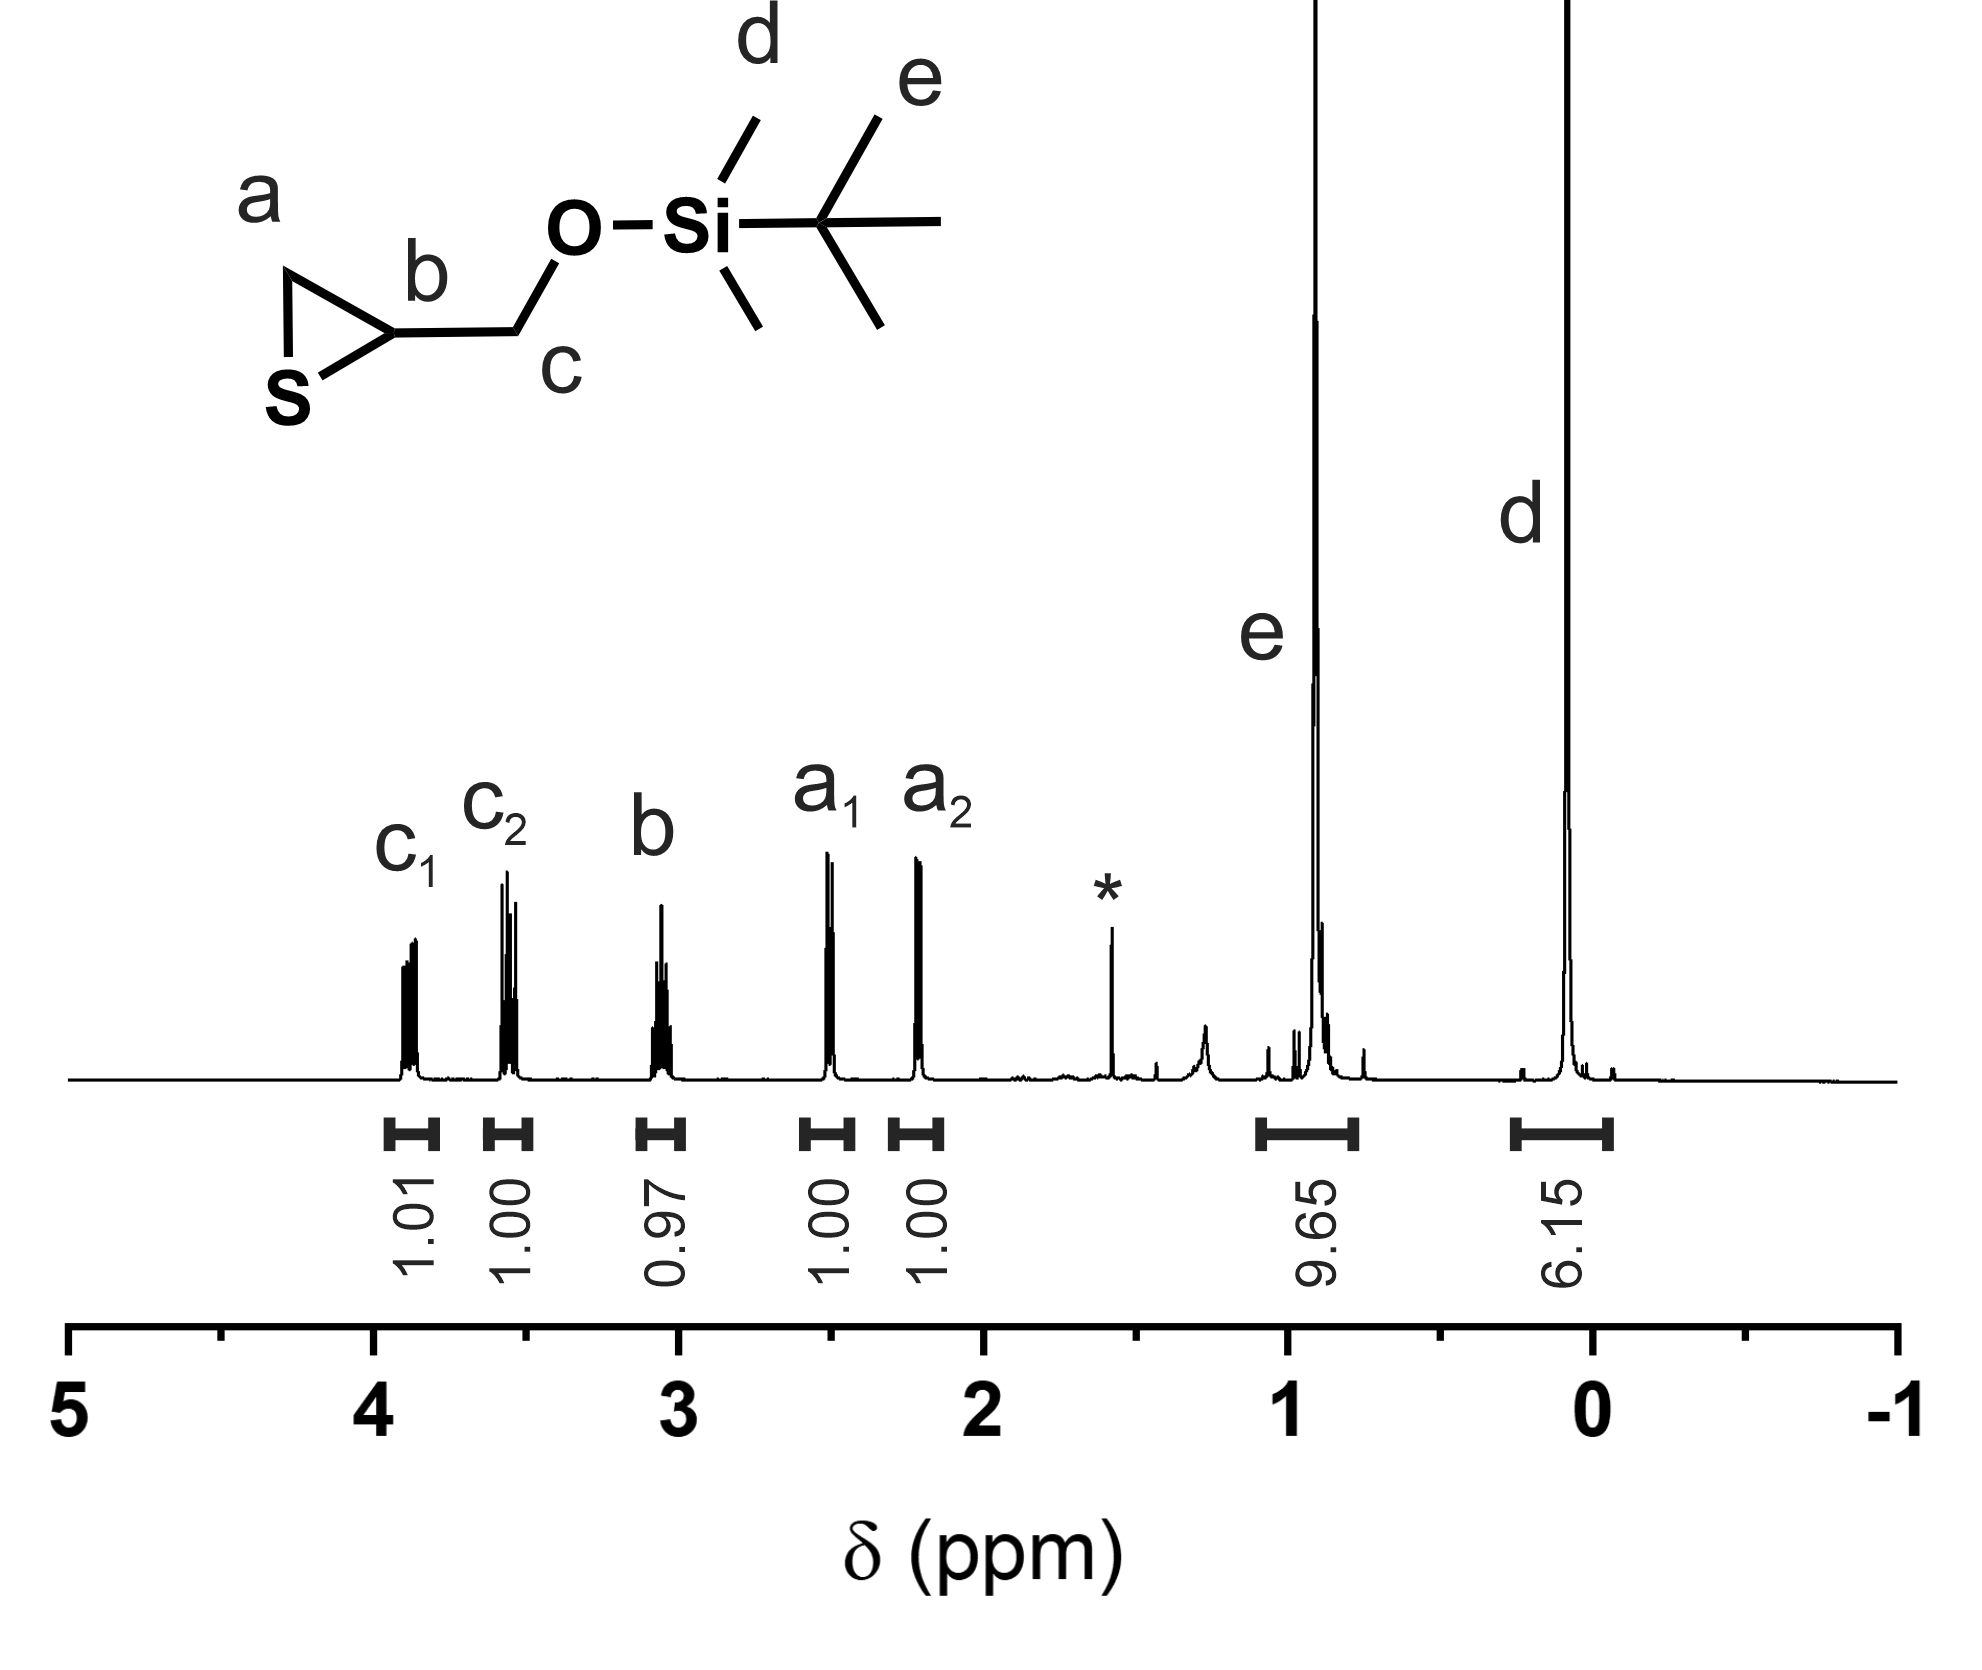 d
e
a
O
Si
b
c
S
d
e
a₁
a₂
c₂
b
c₁
*
1.01
1.00
0.97
1.00
1.00
9.65
6.15
5 4 3 2 1 0 -1
δ (ppm)